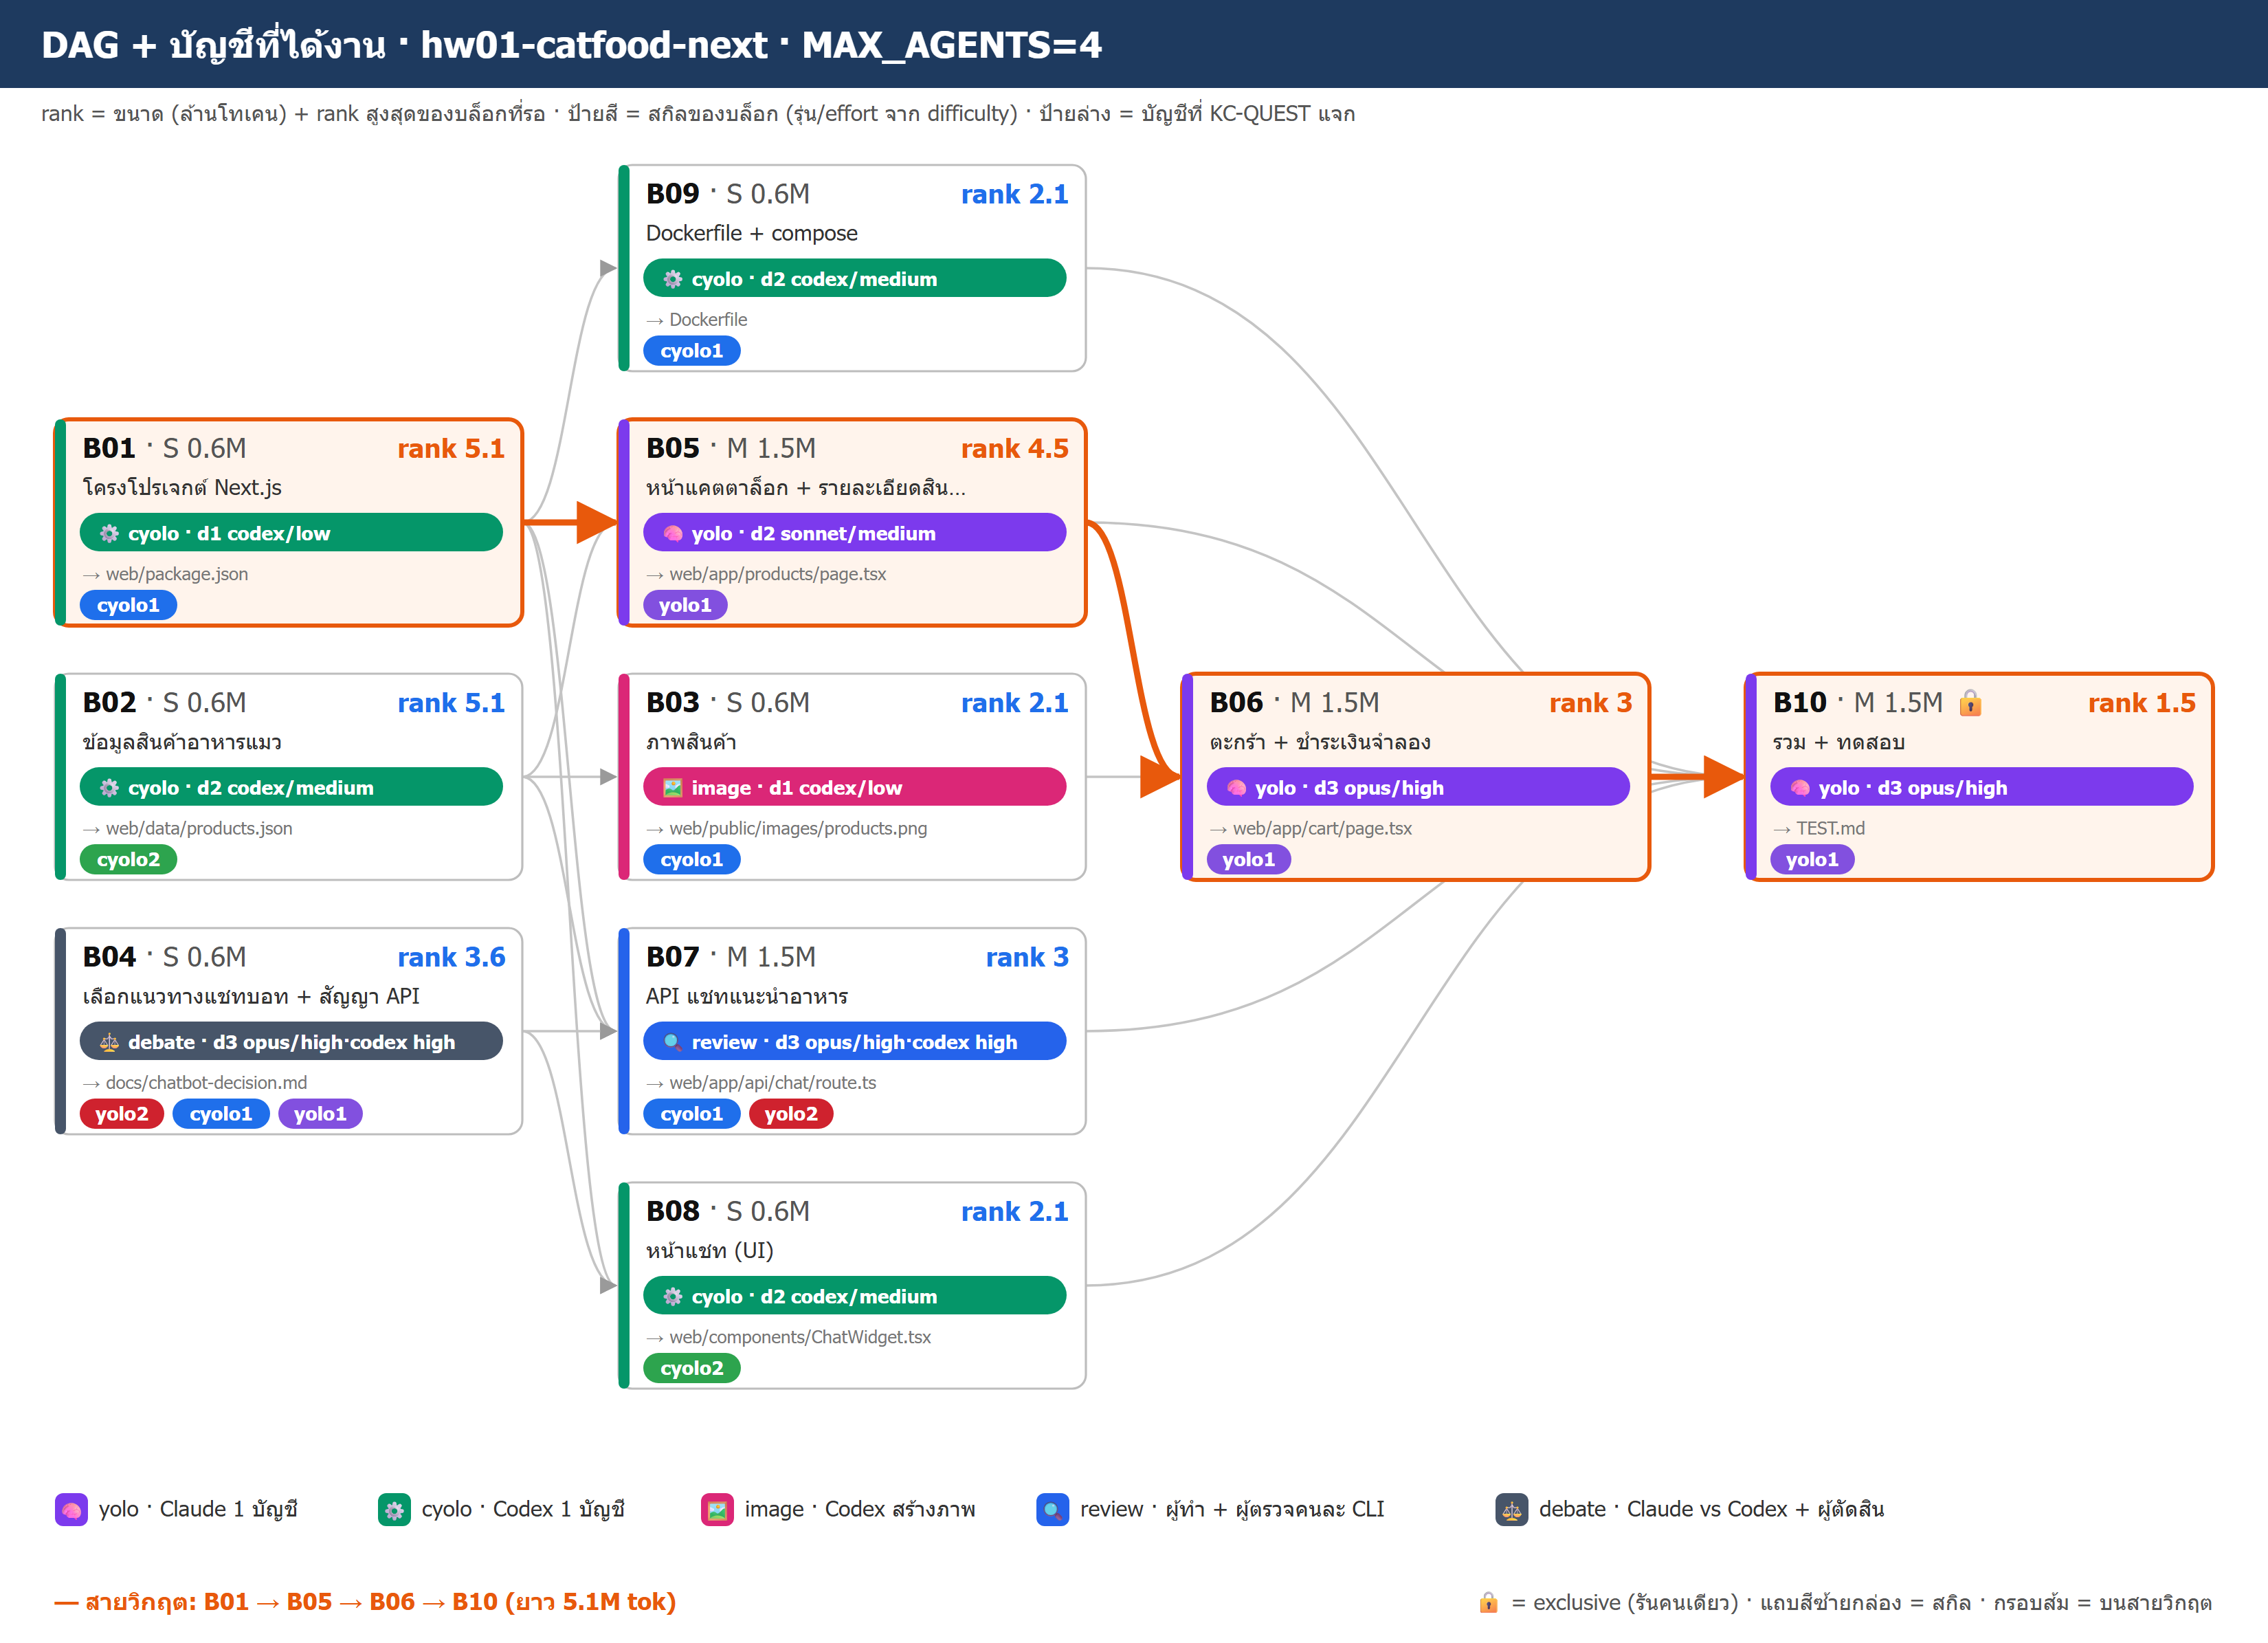 DAG + บัญชีที่ได้งาน · hw01-catfood-next · MAX_AGENTS=4
rank = ขนาด (ล้านโทเคน) + rank สูงสุดของบล็อกที่รอ · ป้ายสี = สกิลของบล็อก (รุ่น/effort จาก difficulty) · ป้ายล่าง = บัญชีที่ KC-QUEST แจก
B09 · S 0.6M rank 2.1
Dockerfile + compose
cyolo · d2 codex/medium
→ Dockerfile
cyolo1
B01 · S 0.6M rank 5.1
โครงโปรเจกต์ Next.js
cyolo · d1 codex/low
→ web/package.json
cyolo1
B05 · M 1.5M rank 4.5
หน้าแคตตาล็อก + รายละเอียดสิน...
yolo · d2 sonnet/medium
→ web/app/products/page.tsx
yolo1
B02 · S 0.6M rank 5.1
ข้อมูลสินค้าอาหารแมว
cyolo · d2 codex/medium
→ web/data/products.json
cyolo2
B03 · S 0.6M rank 2.1
ภาพสินค้า
image · d1 codex/low
→ web/public/images/products.png
cyolo1
B06 · M 1.5M rank 3
ตะกร้า + ชำระเงินจำลอง
yolo · d3 opus/high
→ web/app/cart/page.tsx
yolo1
B10 · M 1.5M 🔒 rank 1.5
รวม + ทดสอบ
yolo · d3 opus/high
→ TEST.md
yolo1
B04 · S 0.6M rank 3.6
เลือกแนวทางแชทบอท + สัญญา API
debate · d3 opus/high·codex high
→ docs/chatbot-decision.md
yolo2 cyolo1 yolo1
B07 · M 1.5M rank 3
API แชทแนะนำอาหาร
review · d3 opus/high·codex high
→ web/app/api/chat/route.ts
cyolo1 yolo2
B08 · S 0.6M rank 2.1
หน้าแชท (UI)
cyolo · d2 codex/medium
→ web/components/ChatWidget.tsx
cyolo2
yolo · Claude 1 บัญชี
cyolo · Codex 1 บัญชี
image · Codex สร้างภาพ
review · ผู้ทำ + ผู้ตรวจคนละ CLI
debate · Claude vs Codex + ผู้ตัดสิน
— สายวิกฤต: B01 → B05 → B06 → B10 (ยาว 5.1M tok)
🔒 = exclusive (รันคนเดียว) · แถบสีซ้ายกล่อง = สกิล · กรอบส้ม = บนสายวิกฤต